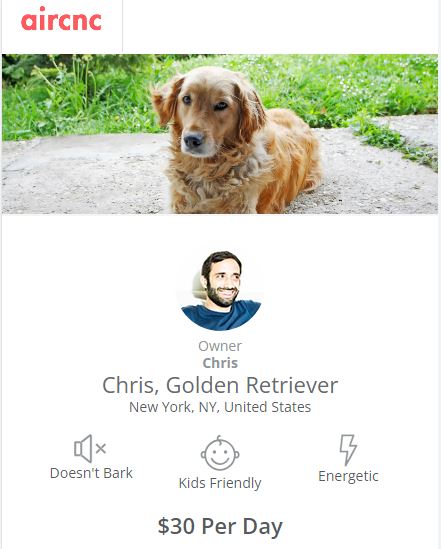 aircnc
Owner
Chris
Chris, Golden Retriever
New York, NY, United States
Doesn't Bark
Kids Friendly
Energetic
$30 Per Day